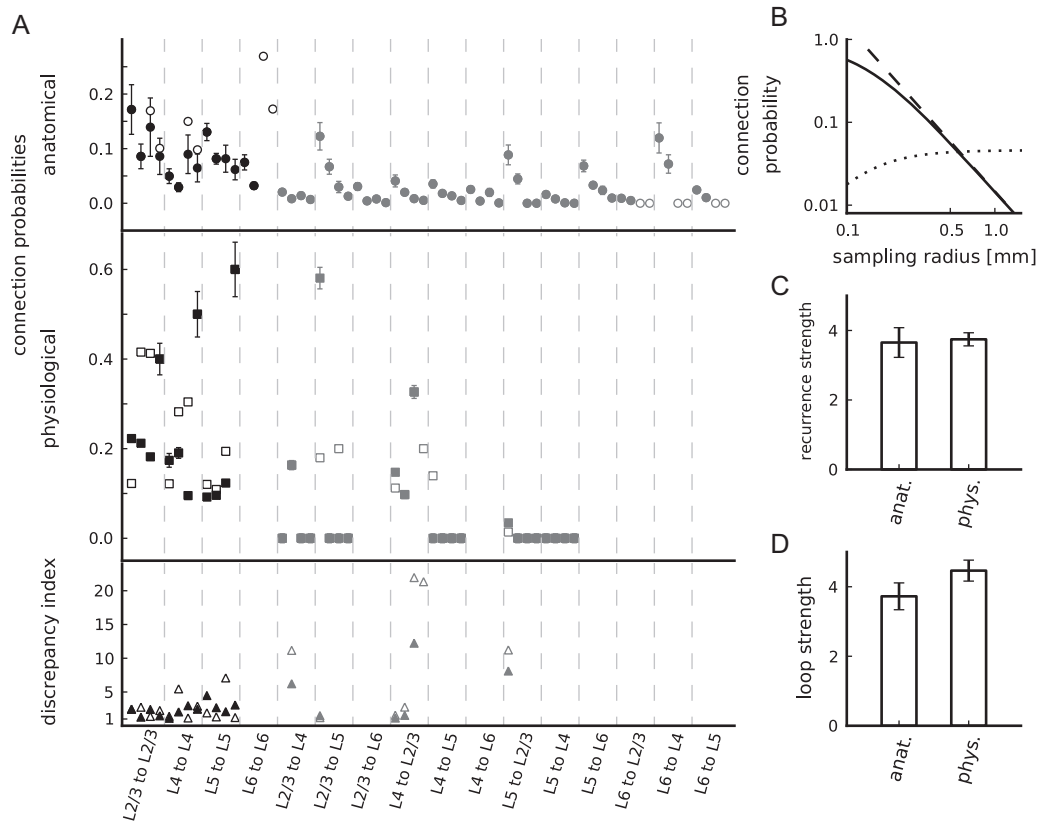 A
connection probabilities
anatomical
0.2
0.1
0.0
physiological
0.6
0.4
0.2
0.0
discrepancy index
20
15
10
5
1
L2/3 to L2/3
L4 to L4
L5 to L5
L6 to L6
L2/3 to L4
L2/3 to L5
L2/3 to L6
L4 to L2/3
L4 to L5
L4 to L6
L5 to L2/3
L5 to L4
L5 to L6
L6 to L2/3
L6 to L4
L6 to L5
B
connection
probability
1.0
0.1
0.01
0.1
0.5
1.0
sampling radius [mm]
C
recurrence strength
4
2
0
anat.
phys.
D
loop strength
4
2
0
anat.
phys.